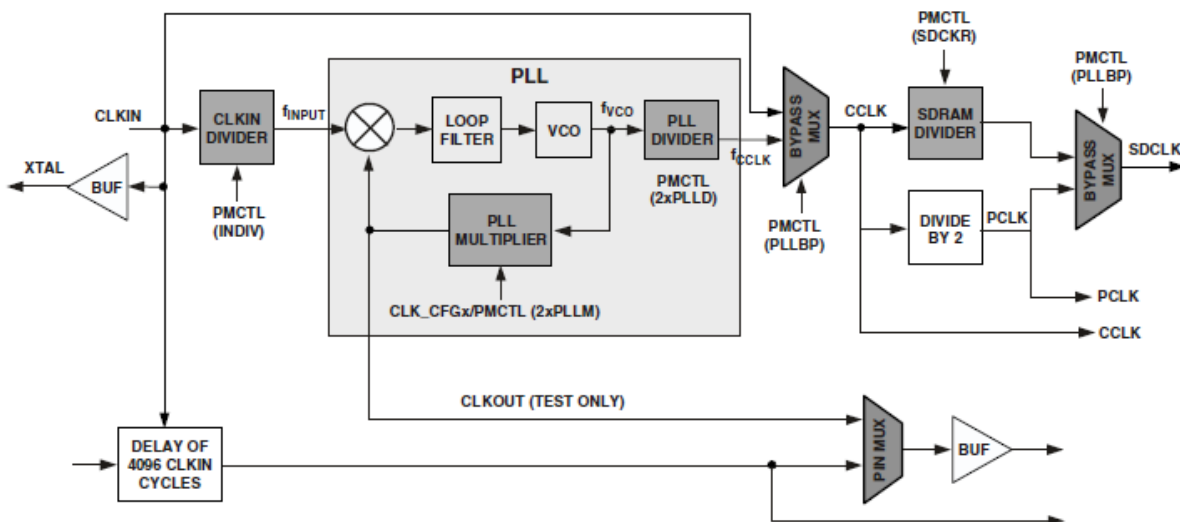 PMCTL
(SDCKR)
PMCTL
(PLLBP)
PLL
CLKIN
CLKIN
DIVIDER
fINPUT
LOOP
FILTER
VCO
fVCO
PLL
DIVIDER
fCCLK
BYPASS
MUX
CCLK
SDRAM
DIVIDER
BYPASS
MUX
SDCLK
XTAL
BUF
PMCTL
(INDIV)
PMCTL
(2xPLLD)
PLL
MULTIPLIER
PMCTL
(PLLBP)
DIVIDE
BY 2
PCLK
CLK_CFGx/PMCTL (2xPLLM)
PCLK
CCLK
CLKOUT (TEST ONLY)
DELAY OF
4096 CLKIN
CYCLES
PIN MUX
BUF